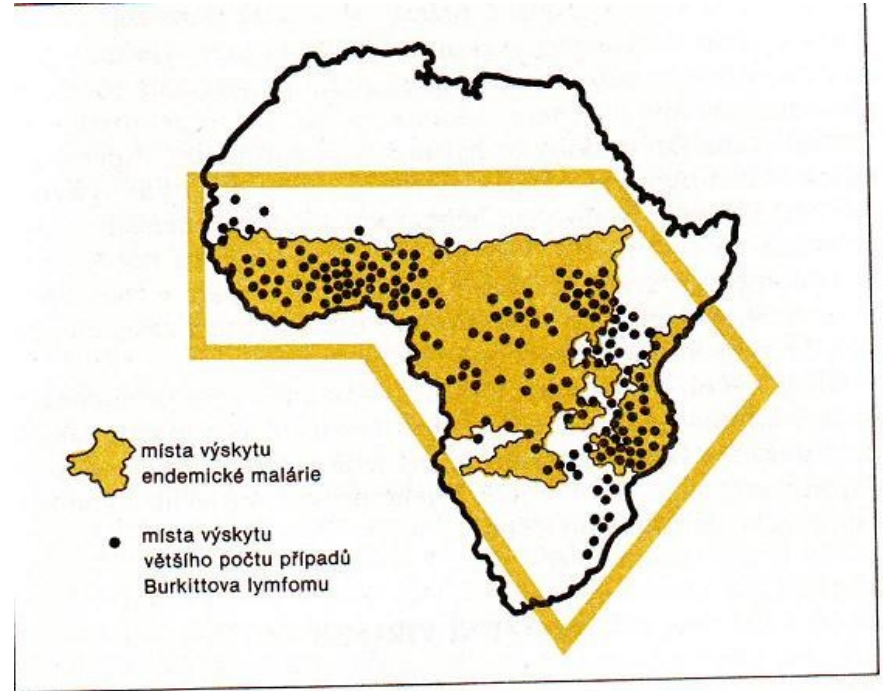 místa výskytu
endemické malárie
místa výskytu
většího počtu případů
Burkittova lymfomu